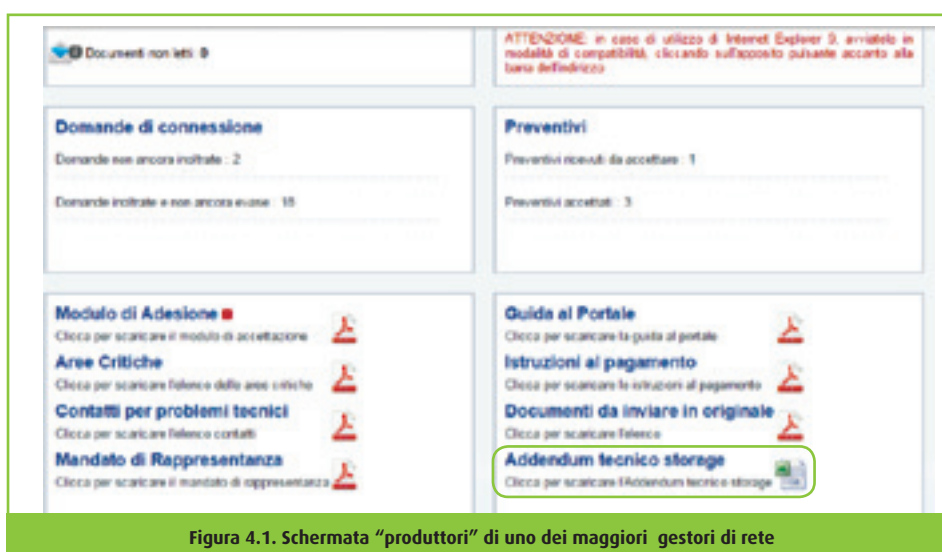 Documenti non letti: 0
ATTENZIONE: in caso di utilizzo di Internet Explorer 9, avviatelo in
modalità di compatibilità, cliccando sull'apposito pulsante accanto alla
barra dell'indirizzo
Domande di connessione
Domande non ancora inoltrate : 2
Domande inoltrate e non ancora evase : 18
Preventivi
Preventivi ricevuti da accettare : 1
Preventivi accettati : 3
Modulo di Adesione
Clicca per scaricare il modulo di accettazione
Aree Critiche
Clicca per scaricare l'elenco delle aree critiche
Contatti per problemi tecnici
Clicca per scaricare l'elenco contatti
Mandato di Rappresentanza
Clicca per scaricare il mandato di rappresentanza
Guida al Portale
Clicca per scaricare la guida al portale
Istruzioni al pagamento
Clicca per scaricare le istruzioni al pagamento
Documenti da inviare in originale
Clicca per scaricare l'elenco
Addendum tecnico storage
Clicca per scaricare l'Addendum tecnico storage
Figura 4.1. Schermata "produttori" di uno dei maggiori gestori di rete